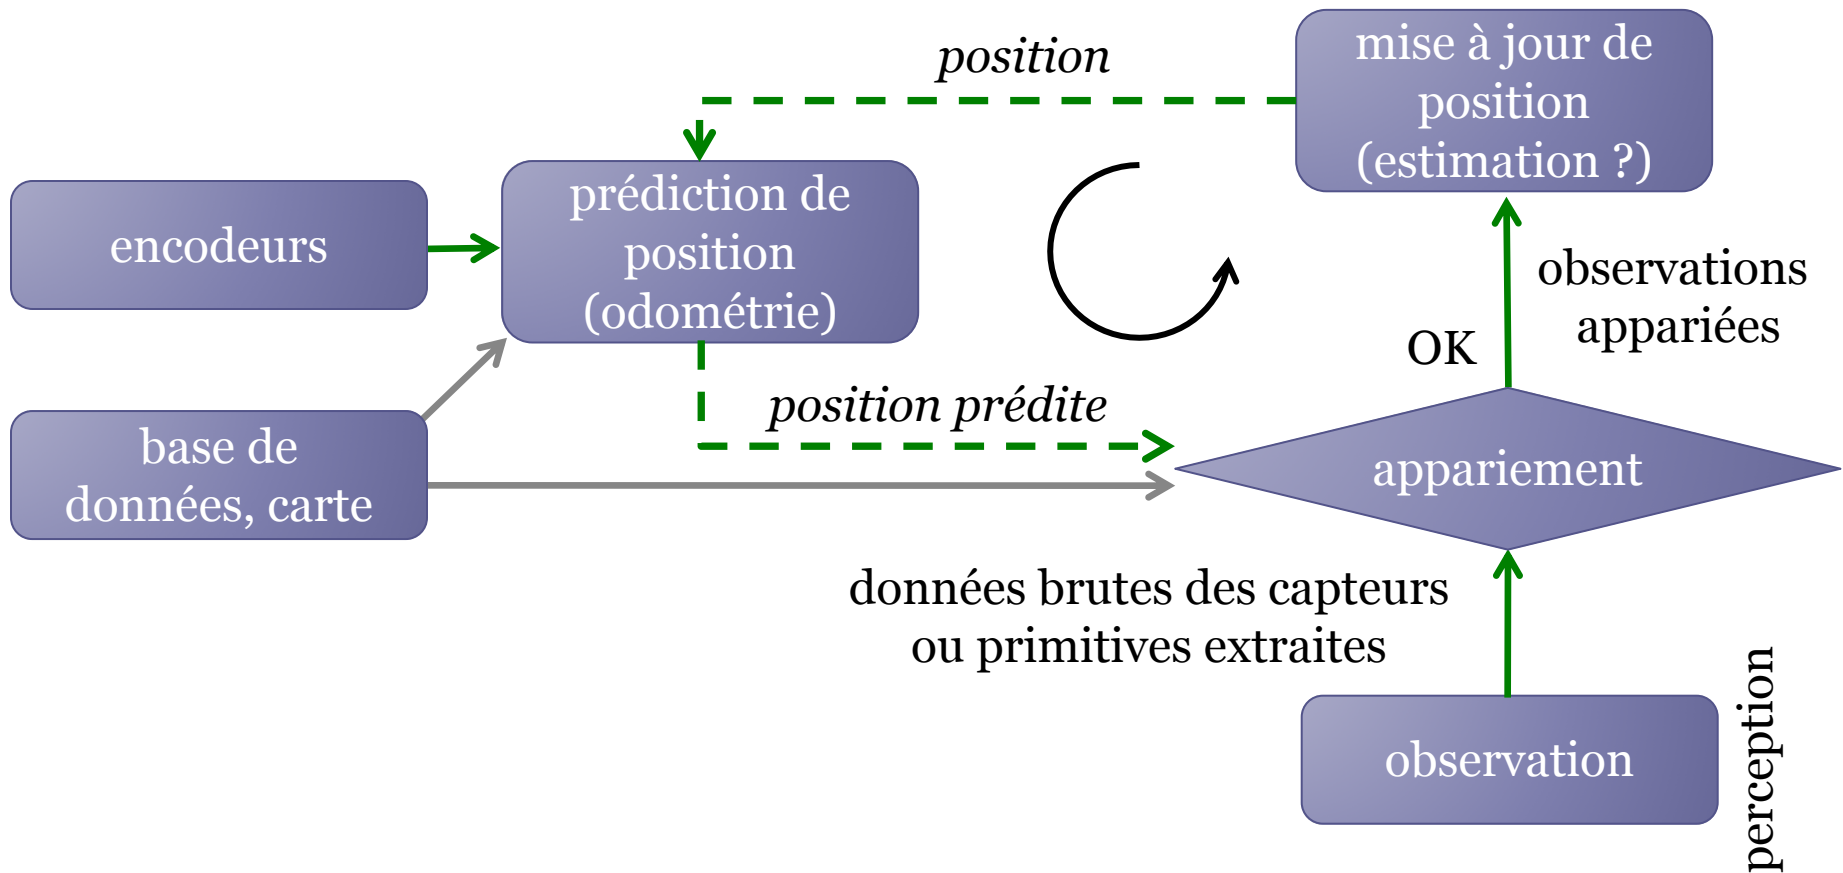 position
mise à jour de
position
(estimation ?)
encodeurs
prédiction de
position
(odométrie)
observations
appariées
OK
position prédite
base de
données, carte
appariement
données brutes des capteurs
ou primitives extraites
observation
perception